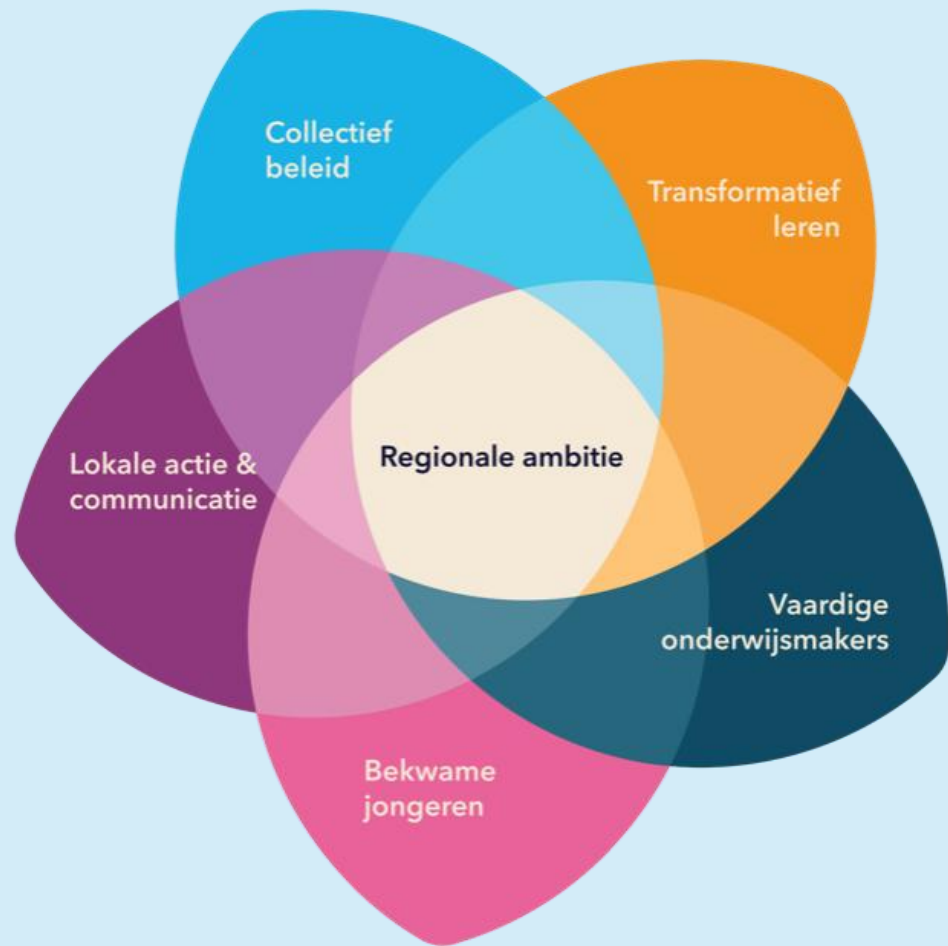 Collectief
beleid
Transformatief
leren
Lokale actie &
communicatie
Regionale ambitie
Vaardige
onderwijsmakers
Bekwame
jongeren